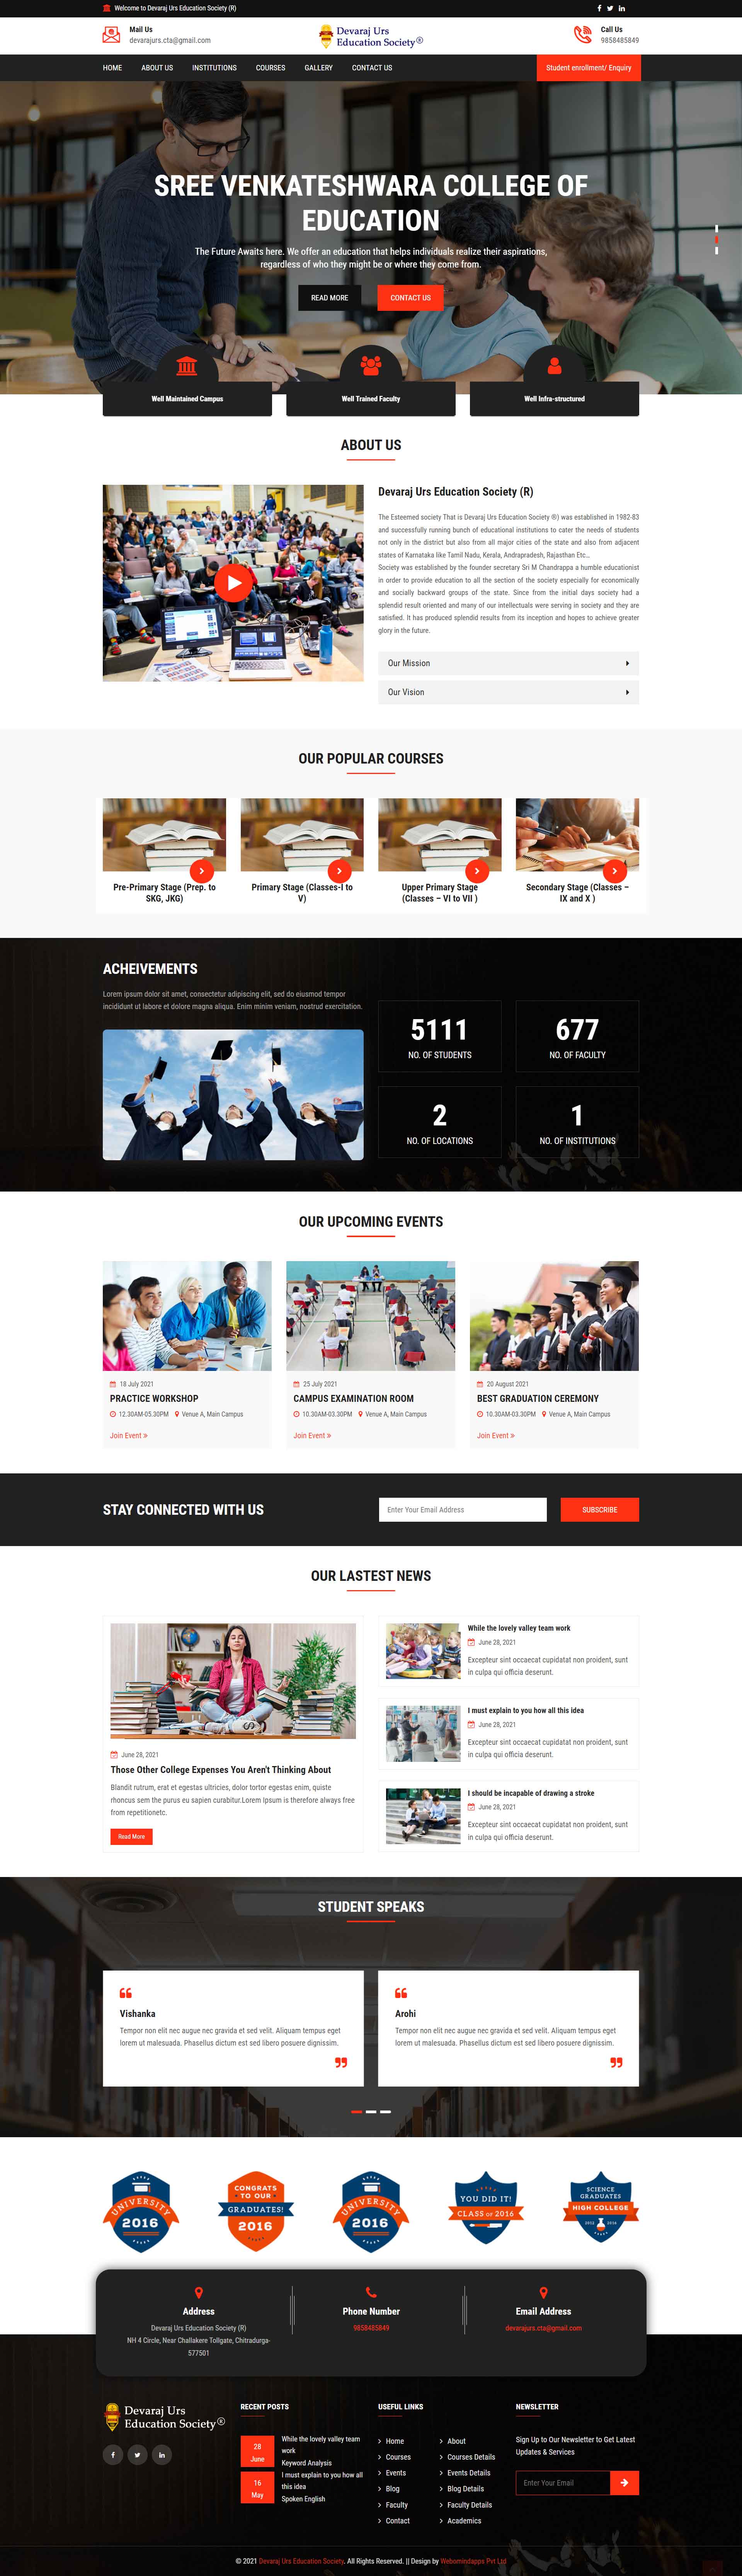 Welcome to Devaraj Urs Education Society (R)
Mail Us
devarajurs.cta@gmail.com
Devaraj Urs
Education Society®
Call Us
9858485849
HOME ABOUT US INSTITUTIONS COURSES GALLERY CONTACT US
Student enrollment/ Enquiry
SREE VENKATESHWARA COLLEGE OF
EDUCATION
The Future Awaits here. We offer an education that helps individuals realize their aspirations,
regardless of who they might be or where they come from.
READ MORE
CONTACT US
Well Maintained Campus
Well Trained Faculty
Well Infra-structured
ABOUT US
Devaraj Urs Education Society (R)
The Esteemed society That is Devaraj Urs Education Society ®) was established in 1982-83
and successfully running bunch of educational institutions to cater the needs of students
not only in the district but also from all major cities of the state and also from adjacent
states of Karnataka like Tamil Nadu, Kerala, Andrapradesh, Rajasthan Etc...
Society was established by the founder secretary Sri M Chandrappa a humble educationist
in order to provide education to all the section of the society especially for economically
and socially backward groups of the state. Since from the initial days society had a
splendid result oriented and many of our intellectuals were serving in society and they are
satisfied. It has produced splendid results from its inception and hopes to achieve greater
glory in the future.
Our Mission
Our Vision
OUR POPULAR COURSES
Pre-Primary Stage (Prep. to
SKG, JKG)
Primary Stage (Classes-I to
V)
Upper Primary Stage
(Classes – VI to VII )
Secondary Stage (Classes –
IX and X )
ACHEIVEMENTS
Lorem ipsum dolor sit amet, consectetur adipiscing elit, sed do eiusmod tempor
incididunt ut labore et dolore magna aliqua. Enim minim veniam, nostrud exercitation.
5111
NO. OF STUDENTS
677
NO. OF FACULTY
2
NO. OF LOCATIONS
1
NO. OF INSTITUTIONS
OUR UPCOMING EVENTS
18 July 2021
PRACTICE WORKSHOP
12.30AM-05.30PM Venue A, Main Campus
Join Event »
25 July 2021
CAMPUS EXAMINATION ROOM
10.30AM-03.30PM Venue A, Main Campus
Join Event »
20 August 2021
BEST GRADUATION CEREMONY
10.30AM-03.30PM Venue A, Main Campus
Join Event »
STAY CONNECTED WITH US
Enter Your Email Address
SUBSCRIBE
OUR LASTEST NEWS
June 28, 2021
Those Other College Expenses You Aren't Thinking About
Blandit rutrum, erat et egestas ultricies, dolor tortor egestas enim, quiste
rhoncus sem the purus eu sapien curabitur.Lorem Ipsum is therefore always free
from repetitionetc.
Read More
While the lovely valley team work
June 28, 2021
Excepteur sint occaecat cupidatat non proident, sunt
in culpa qui officia deserunt.
I must explain to you how all this idea
June 28, 2021
Excepteur sint occaecat cupidatat non proident, sunt
in culpa qui officia deserunt.
I should be incapable of drawing a stroke
June 28, 2021
Excepteur sint occaecat cupidatat non proident, sunt
in culpa qui officia deserunt.
STUDENT SPEAKS
Vishanka
Tempor non elit nec augue nec gravida et sed velit. Aliquam tempus eget
lorem ut malesuada. Phasellus dictum est sed libero posuere dignissim.
Arohi
Tempor non elit nec augue nec gravida et sed velit. Aliquam tempus eget
lorem ut malesuada. Phasellus dictum est sed libero posuere dignissim.
UNIVERSITY
2016
CONGRATS
TO OUR
GRADUATES!
2016
UNIVERSITY
2016
YOU DID IT!
CLASS OF 2016
SCIENCE
GRADUATES
HIGH COLLEGE
2012 2016
Address
Devaraj Urs Education Society (R)
NH 4 Circle, Near Challakere Tollgate, Chitradurga-
577501
Phone Number
9858485849
Email Address
devarajurs.cta@gmail.com
Devaraj Urs
Education Society®
RECENT POSTS
28
June
While the lovely valley team
work
Keyword Analysis
16
May
I must explain to you how all
this idea
Spoken English
USEFUL LINKS
Home
Courses
Events
Blog
Faculty
Contact
About
Courses Details
Events Details
Blog Details
Faculty Details
Academics
NEWSLETTER
Sign Up to Our Newsletter to Get Latest
Updates & Services
Enter Your Email
© 2021 Devaraj Urs Education Society. All Rights Reserved. || Design by Webomindapps Pvt Ltd